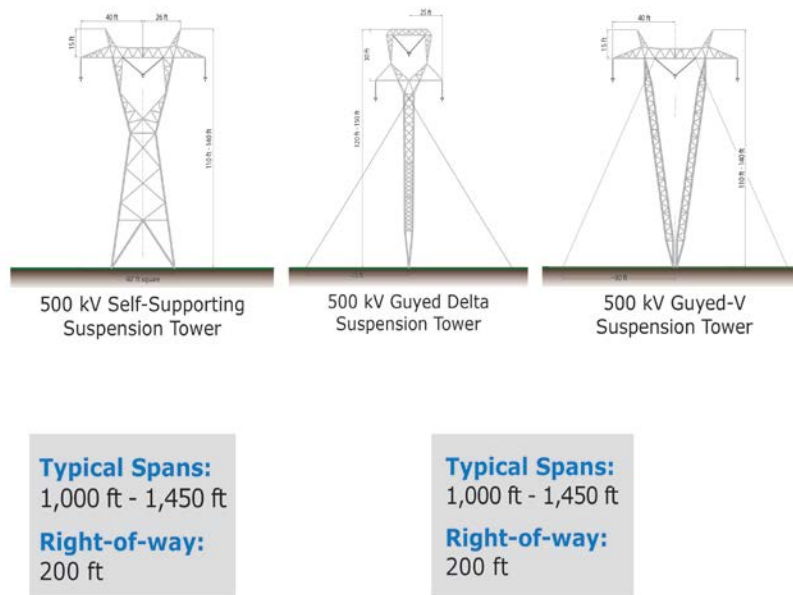 40 ft 26 ft
15 ft
110 ft - 140 ft
40' ft square
500 kV Self-Supporting
Suspension Tower
25 ft
30 ft
120 ft - 150 ft
500 kV Guyed Delta
Suspension Tower
40 ft
15 ft
110 ft - 140 ft
~80 ft
500 kV Guyed-V
Suspension Tower
Typical Spans:
1,000 ft - 1,450 ft
Right-of-way:
200 ft
Typical Spans:
1,000 ft - 1,450 ft
Right-of-way:
200 ft